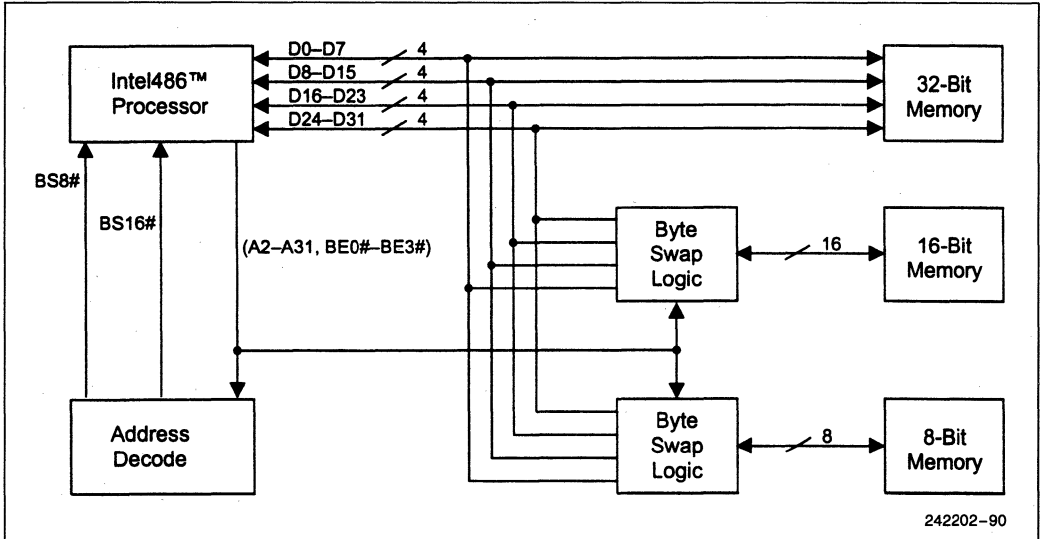 D0–D7 4
Intel486™
Processor
D8–D15 4
D16–D23 4
D24–D31 4
32-Bit
Memory
BS8#
BS16#
(A2–A31, BE0#–BE3#)
Byte
Swap
Logic
16
16-Bit
Memory
Address
Decode
Byte
Swap
Logic
8
8-Bit
Memory
242202–90